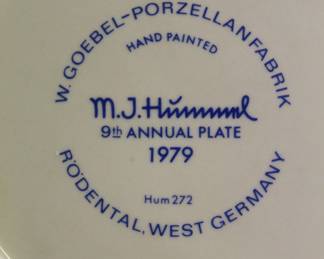 W. GOEBEL-PORZELLANFABRIK
HAND PAINTED
M.J. Hummel
9th ANNUAL PLATE
1979
Hum 272
RÖDENTAL, WEST GERMANY